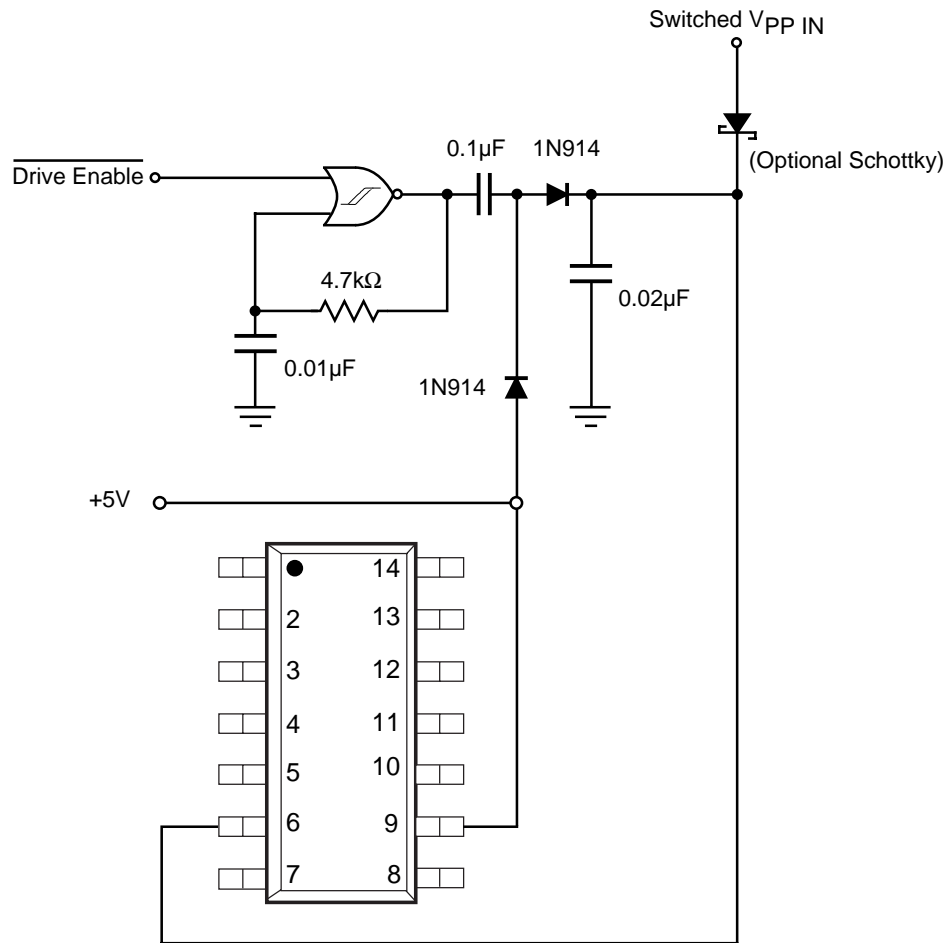 Switched VPP IN
0.1µF
1N914
(Optional Schottky)
Drive Enable
4.7kΩ
0.01µF
0.02µF
1N914
+5V
14
2
13
3
12
4
11
5
10
6
9
7
8